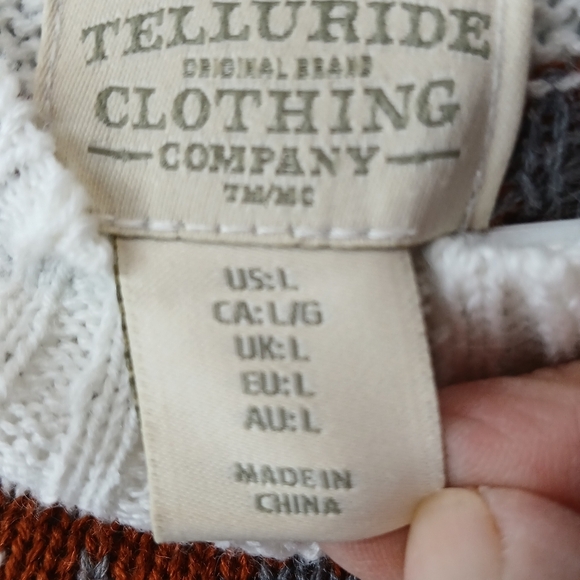 TELLURIDE
ORIGINAL BRAND
CLOTHING
COMPANY
TM/MC
US: L
CA: L/G
UK: L
EU: L
AU: L
MADE IN
CHINA